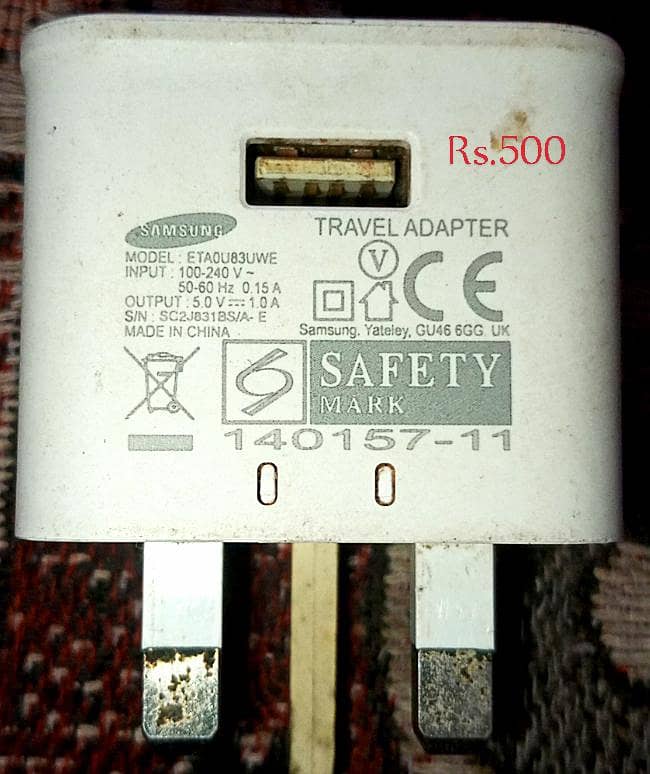 Rs.500
SAMSUNG
TRAVEL ADAPTER
MODEL : ETA0U83UWE
INPUT : 100-240 V ~
50-60 Hz 0.15 A
OUTPUT : 5.0 V ⎓ 1.0 A
S/N : SC2J831BS/A- E
MADE IN CHINA
V
CE
Samsung. Yateley, GU46 6GG. UK
SAFETY
MARK
140157-11